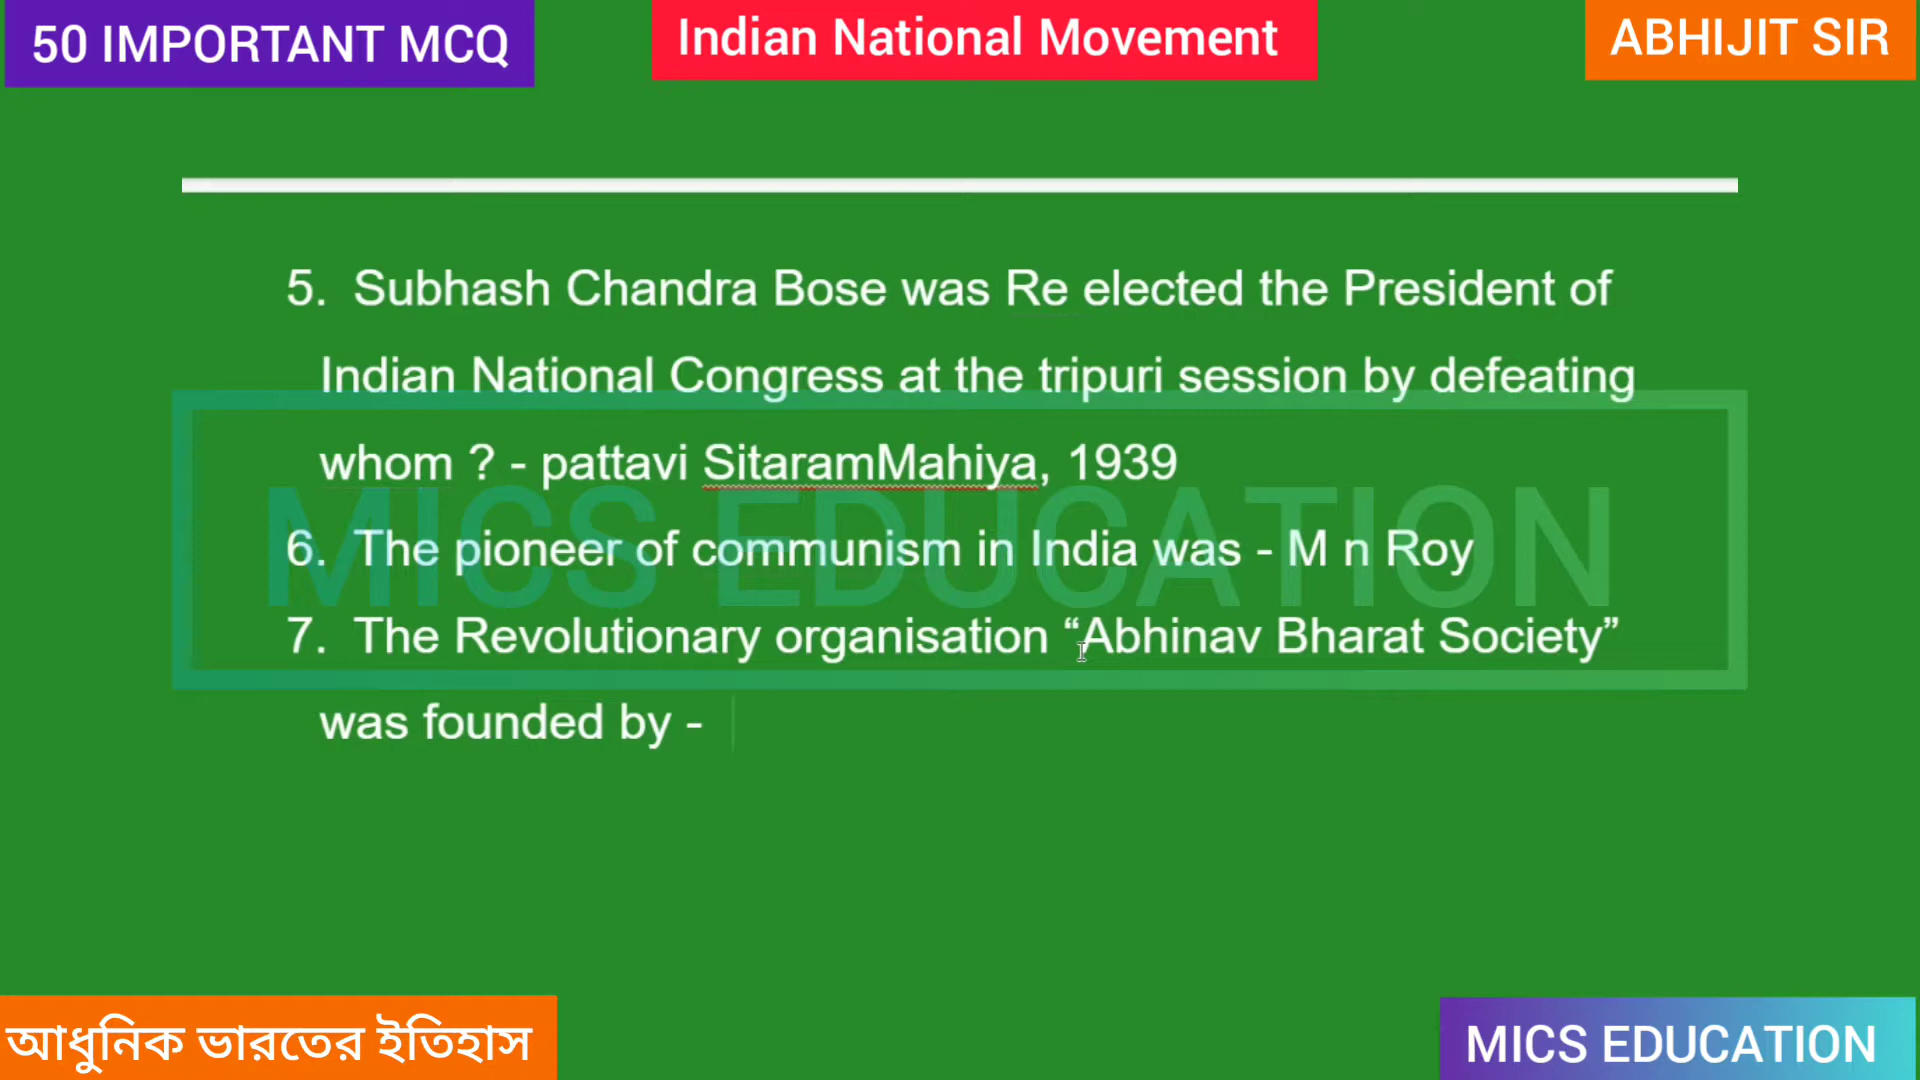 50 IMPORTANT MCQ
Indian National Movement
ABHIJIT SIR
5. Subhash Chandra Bose was Re elected the President of
Indian National Congress at the tripuri session by defeating
whom ? - pattavi SitaramMahiya, 1939
MICS EDUCATION
6. The pioneer of communism in India was - M n Roy
7. The Revolutionary organisation “Abhinav Bharat Society”
was founded by -
আধুনিক ভারতের ইতিহাস
MICS EDUCATION